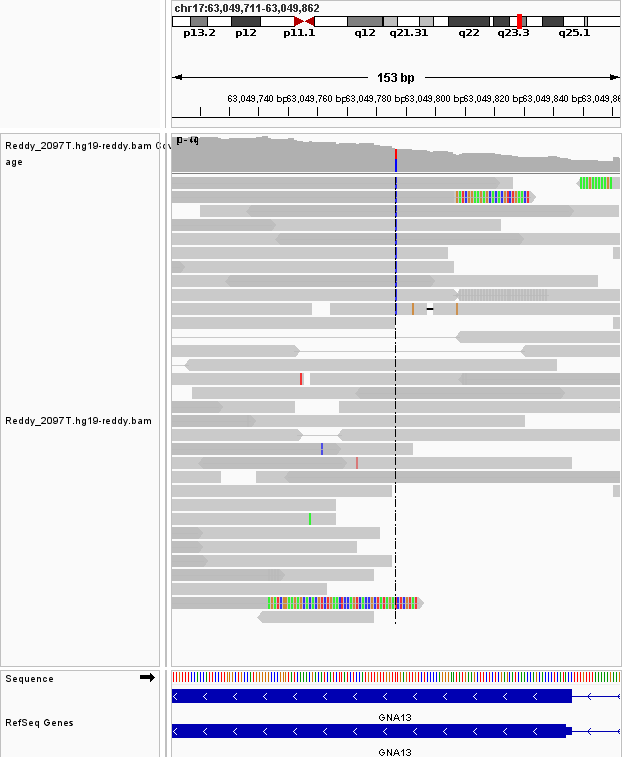 chr17:63,049,711-63,049,862
p13.2 p12 p11.1 q12 q21.31 q22 q23.3 q25.1
153 bp
63,049,740 bp 63,049,760 bp 63,049,780 bp 63,049,800 bp 63,049,820 bp 63,049,840 bp 63,049,86
Reddy_2097T.hg19-reddy.bam Cov
age
Reddy_2097T.hg19-reddy.bam
Sequence
GNA13
RefSeq Genes
GNA13